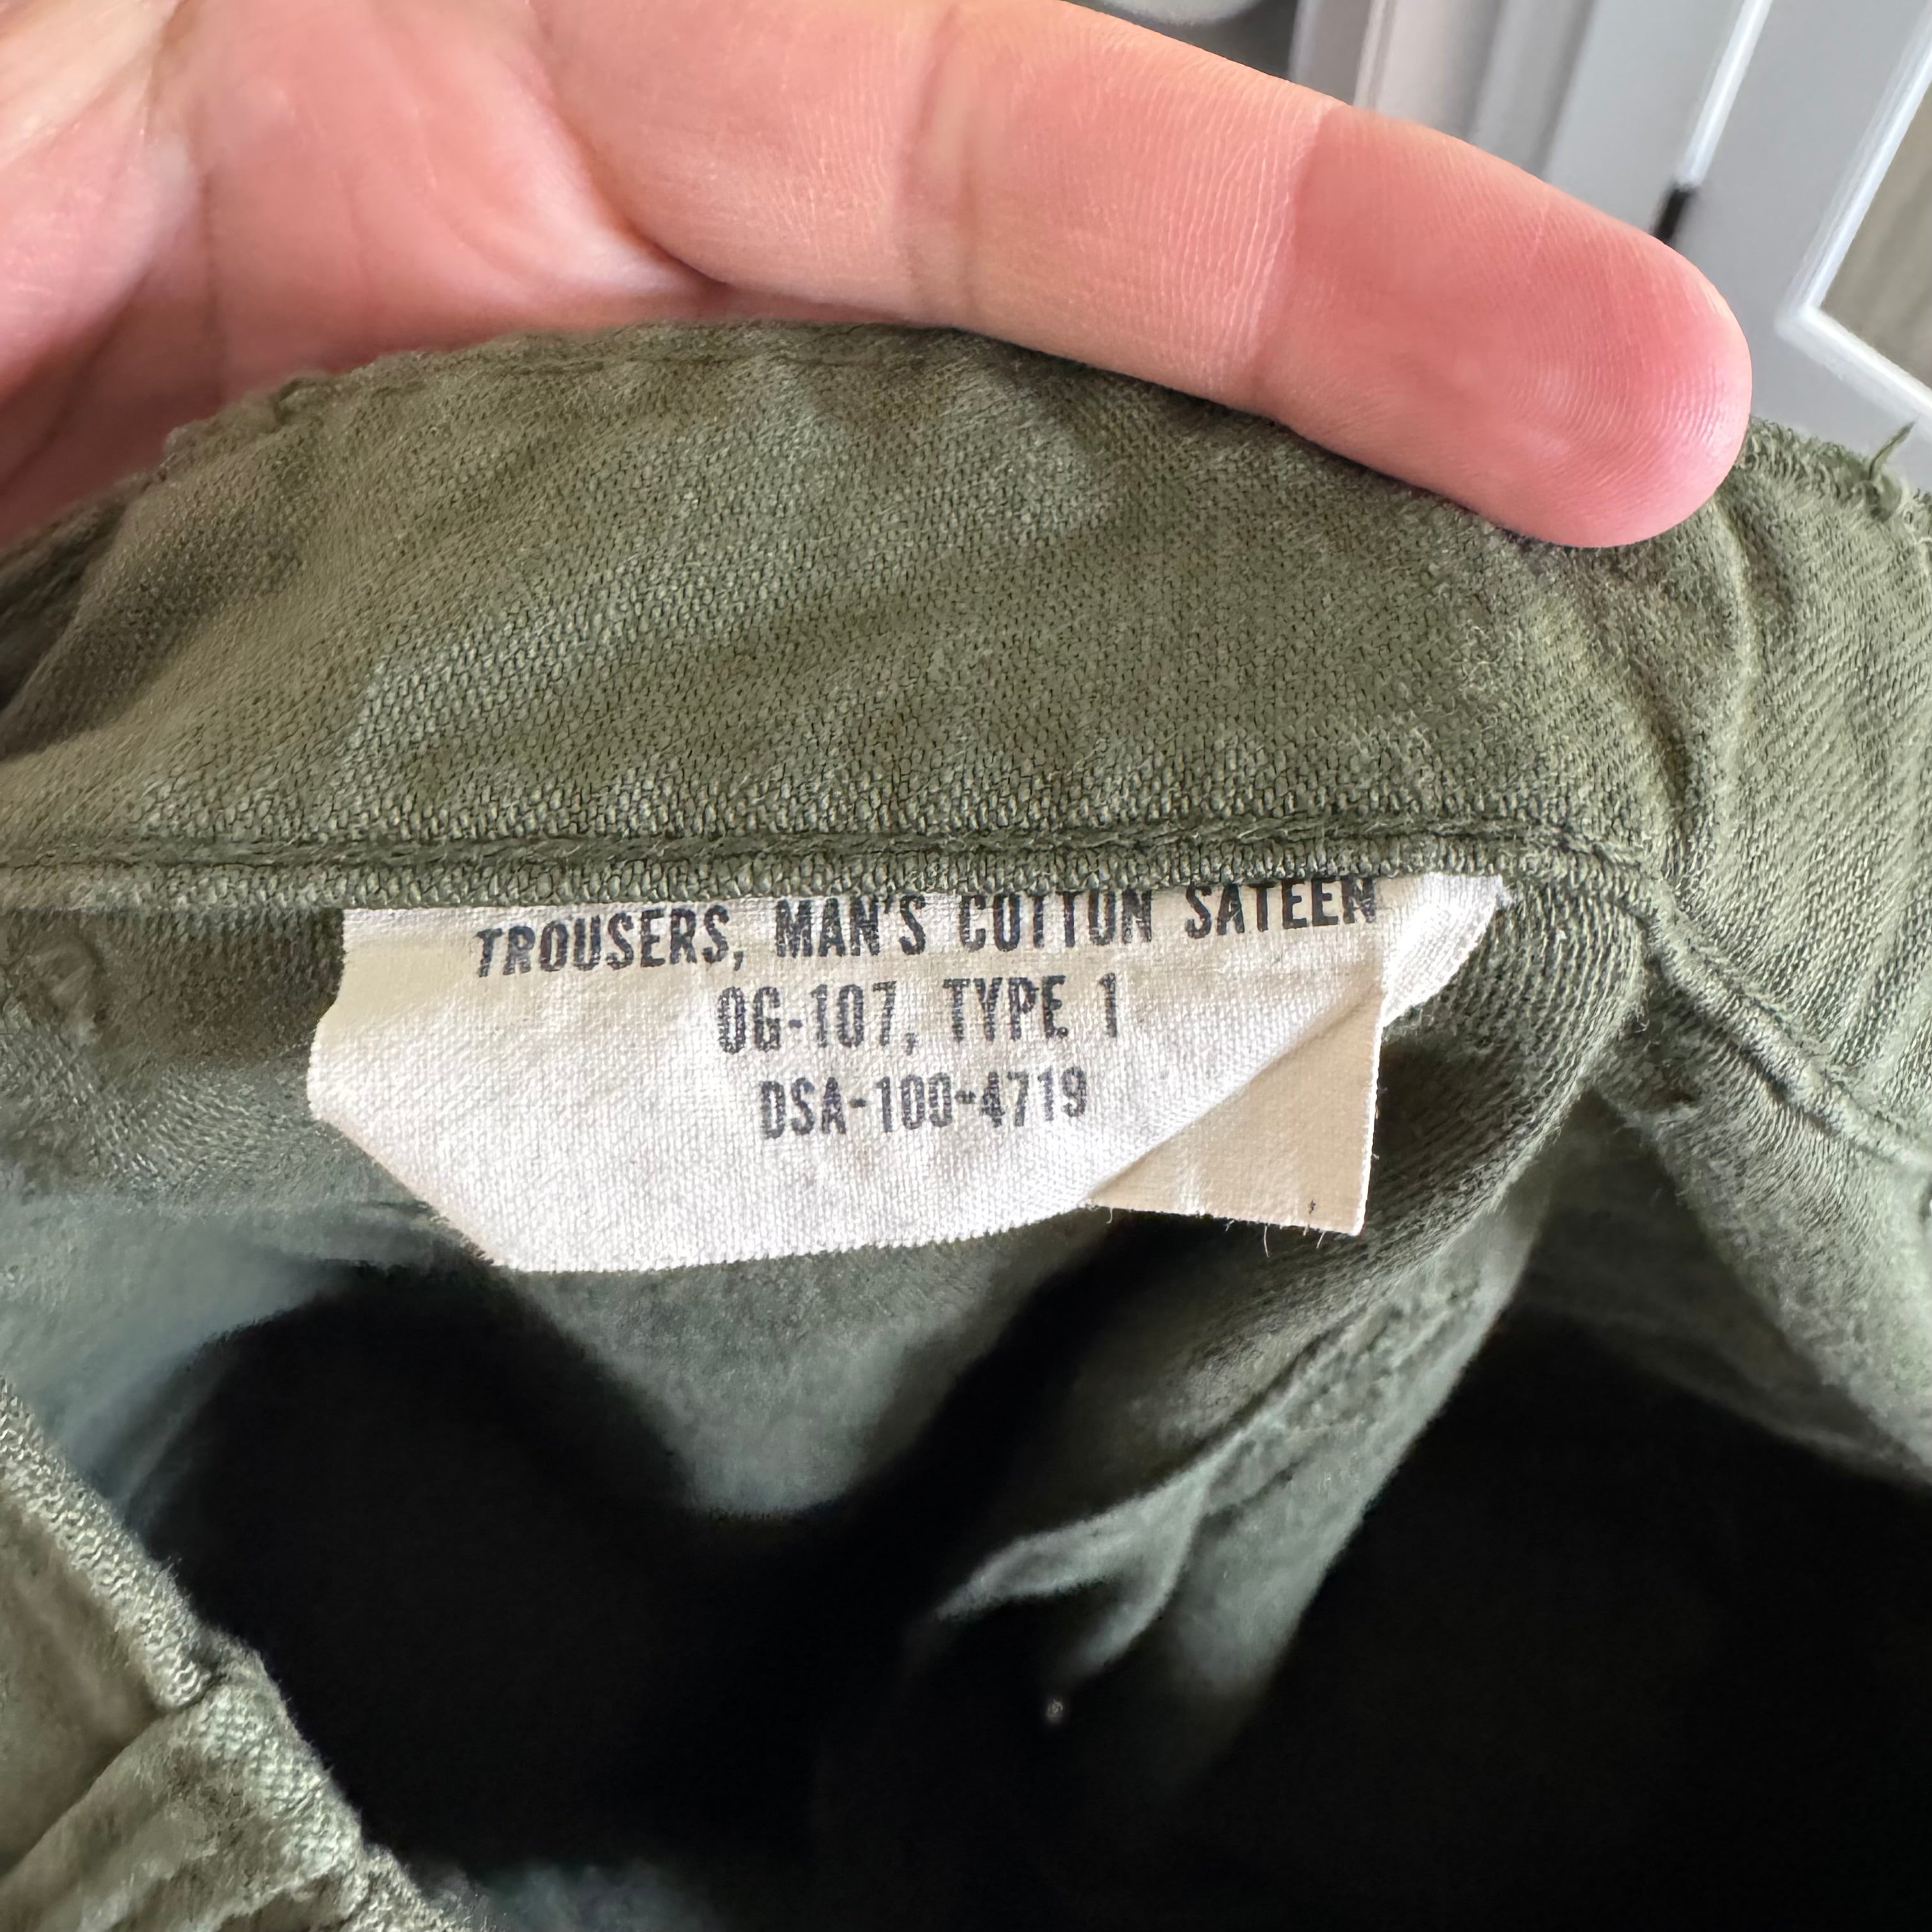 TROUSERS, MAN'S COTTON SATEEN
OG-107, TYPE 1
DSA-100-4719